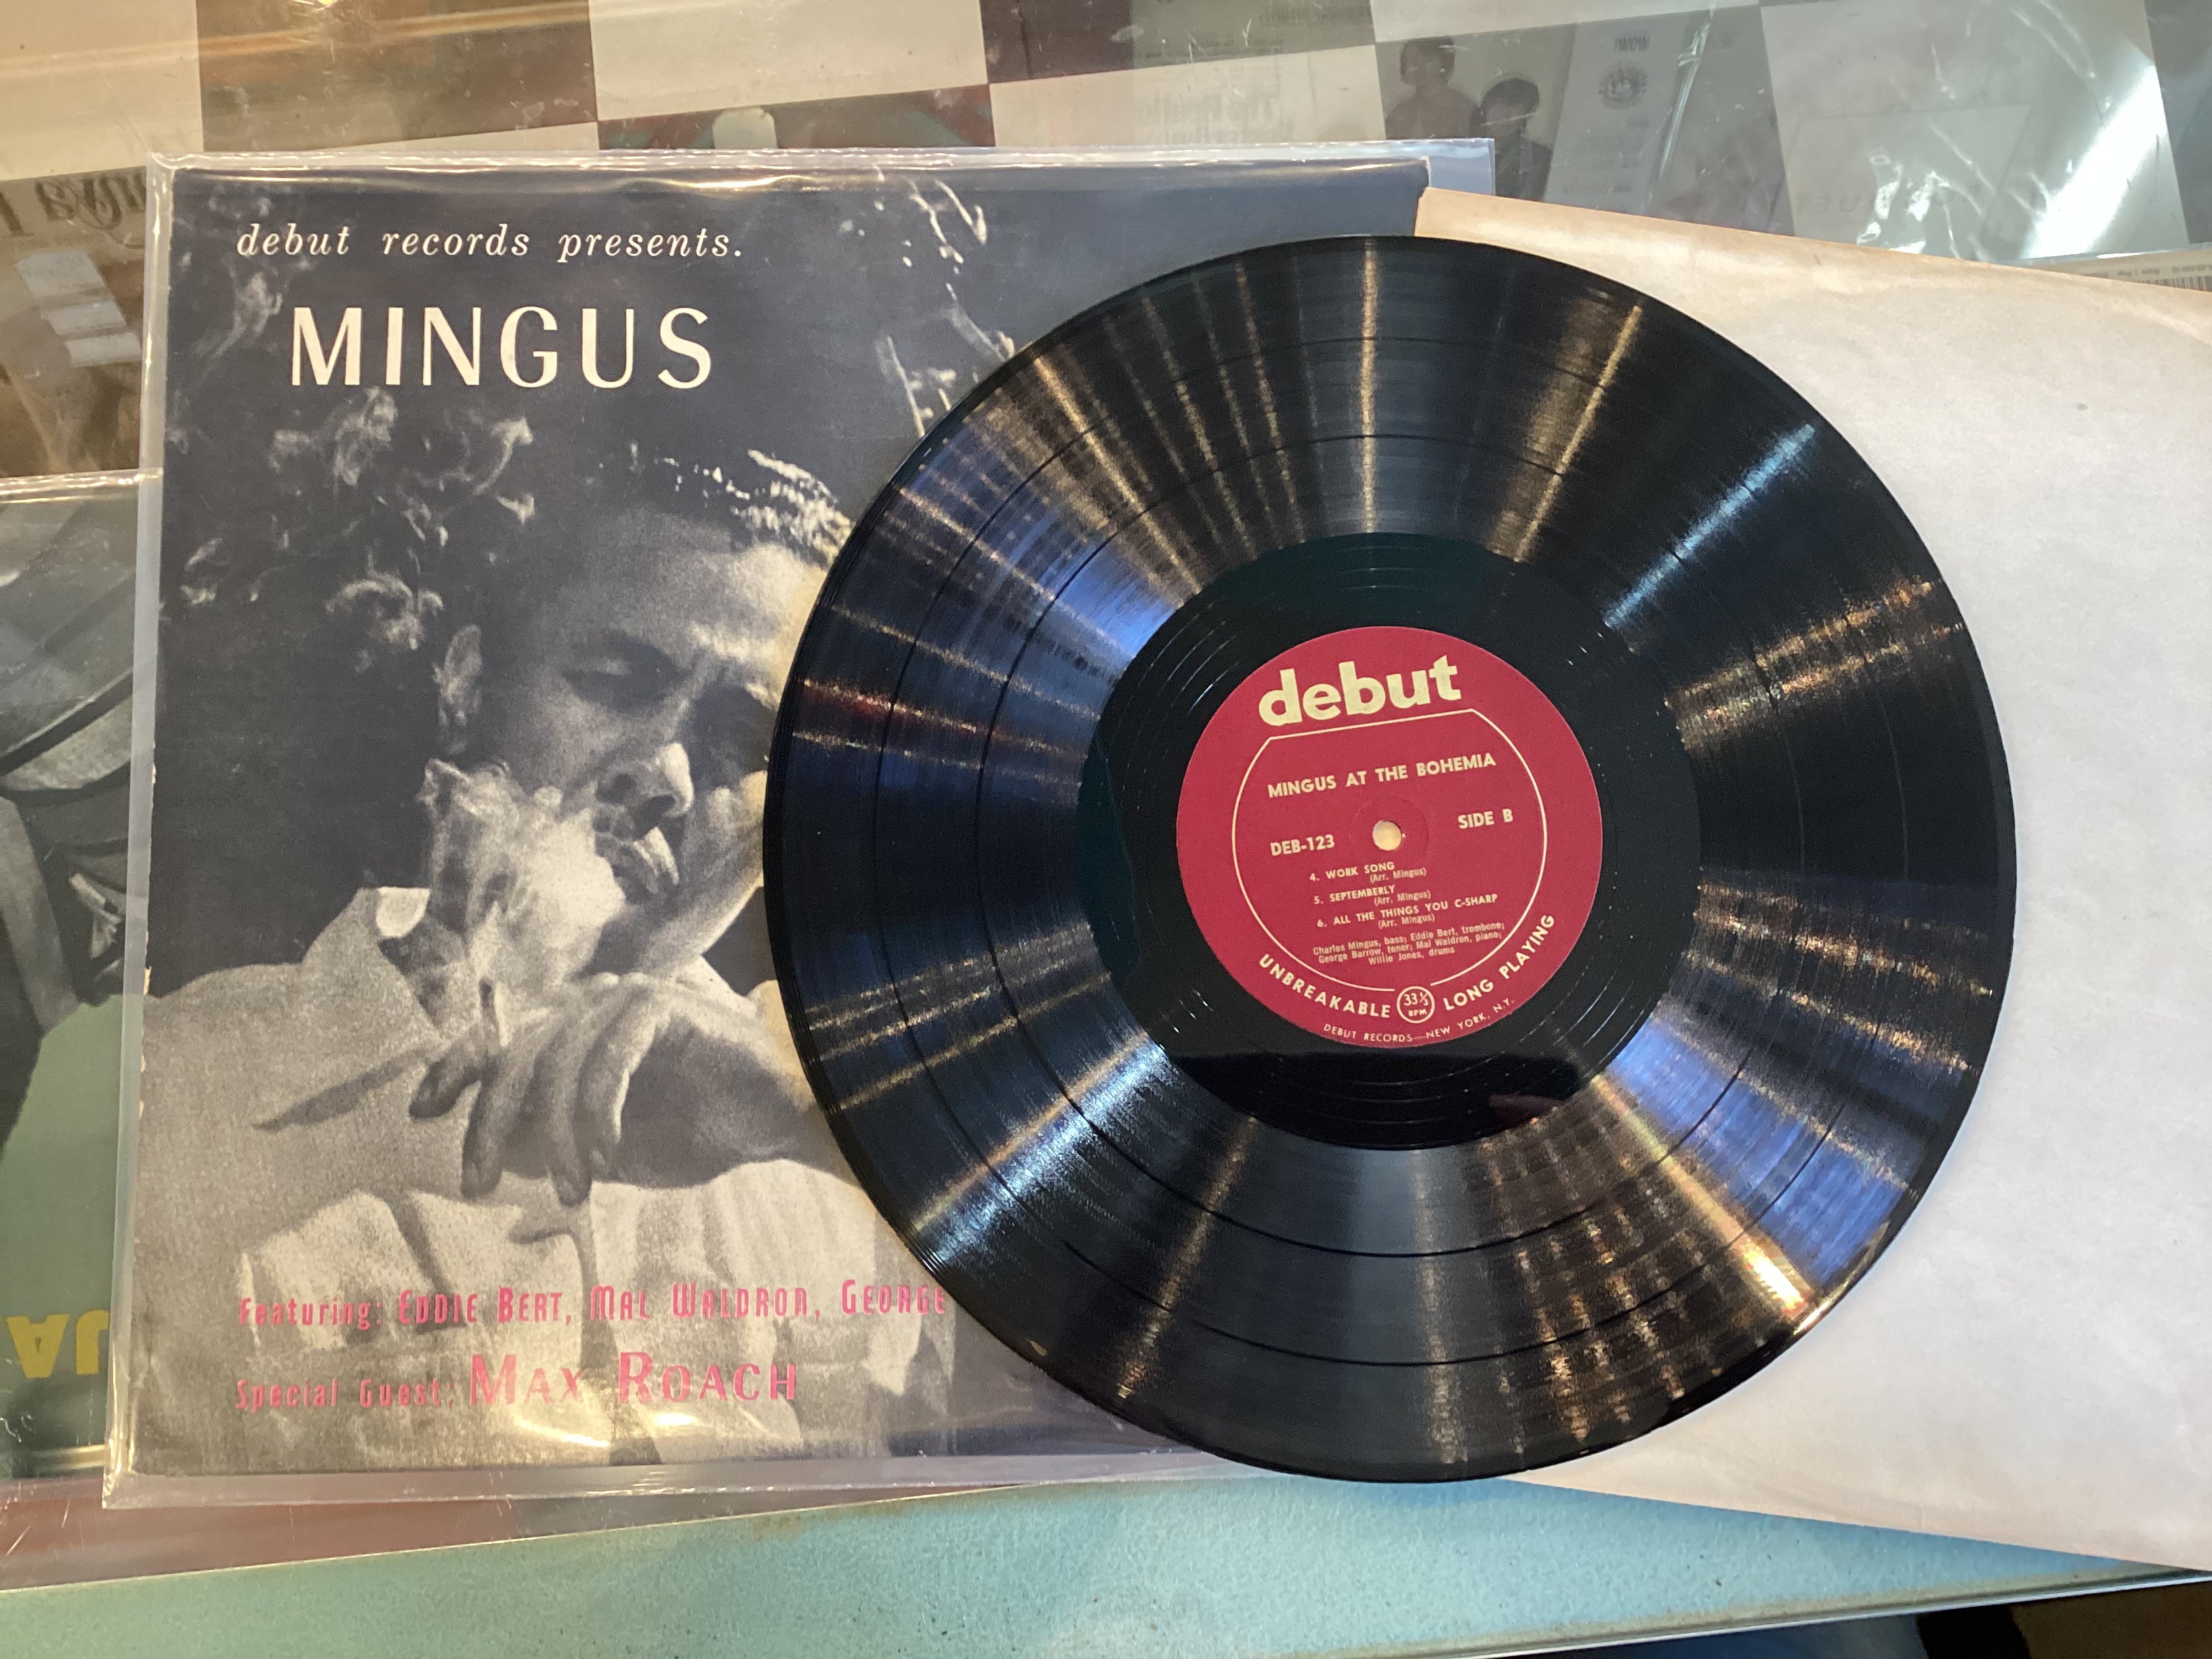 debut records presents.
MINGUS
Featuring: EDDIE BERT, MAL WALDRON, GEORGE
Special Guest: MAX ROACH
debut
MINGUS AT THE BOHEMIA
DEB-123
SIDE B
4. WORK SONG
(Arr. Mingus)
5. SEPTEMBERLY
(Arr. Mingus)
6. ALL THE THINGS YOU C-SHARP
(Arr. Mingus)
Charles Mingus, bass; Eddie Bert, trombone;
George Barrow, tenor; Mal Waldron, piano;
Willie Jones, drums
UNBREAKABLE 33⅓ RPM LONG PLAYING
DEBUT RECORDS—NEW YORK, N.Y.